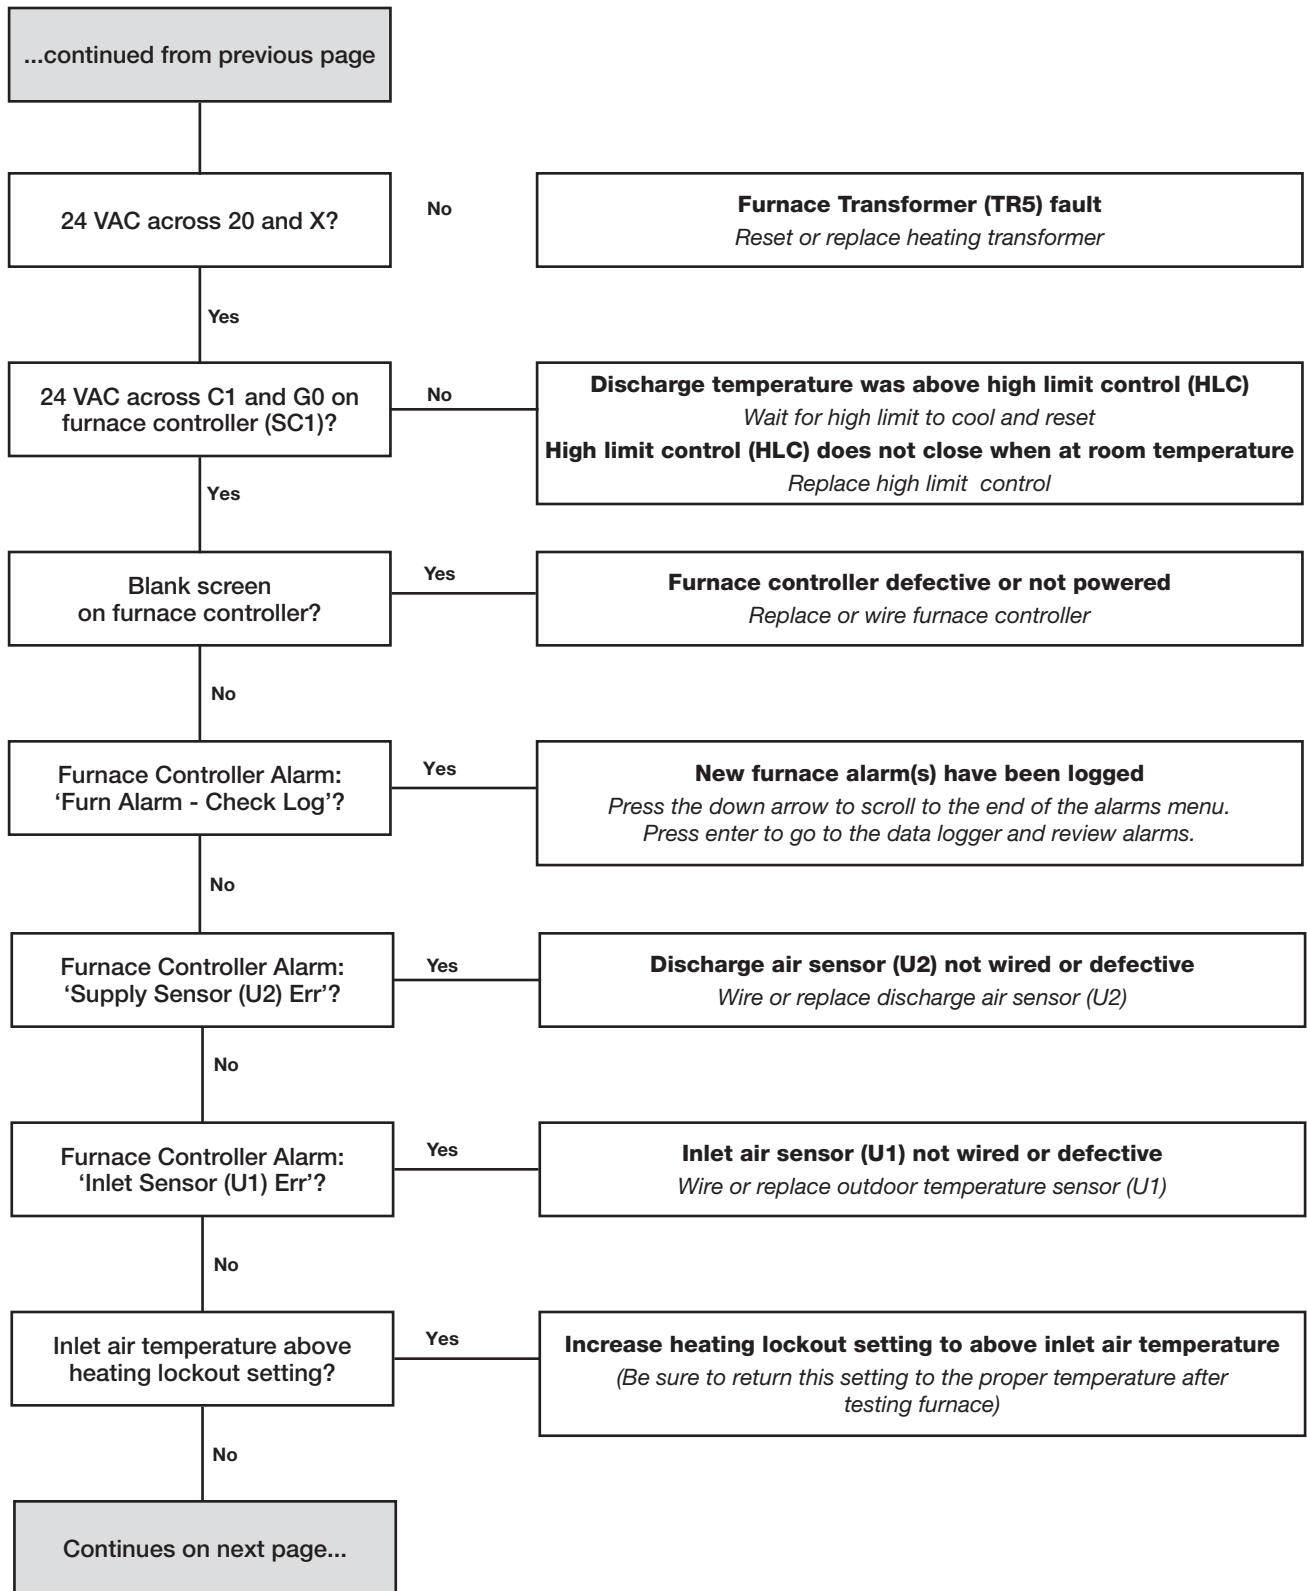 ...continued from previous page
24 VAC across 20 and X?
No
Furnace Transformer (TR5) fault
Reset or replace heating transformer
Yes
24 VAC across C1 and G0 on
furnace controller (SC1)?
No
Discharge temperature was above high limit control (HLC)
Wait for high limit to cool and reset
High limit control (HLC) does not close when at room temperature
Replace high limit control
Yes
Blank screen
on furnace controller?
Yes
Furnace controller defective or not powered
Replace or wire furnace controller
No
Furnace Controller Alarm:
‘Furn Alarm - Check Log’?
Yes
New furnace alarm(s) have been logged
Press the down arrow to scroll to the end of the alarms menu.
Press enter to go to the data logger and review alarms.
No
Furnace Controller Alarm:
‘Supply Sensor (U2) Err’?
Yes
Discharge air sensor (U2) not wired or defective
Wire or replace discharge air sensor (U2)
No
Furnace Controller Alarm:
‘Inlet Sensor (U1) Err’?
Yes
Inlet air sensor (U1) not wired or defective
Wire or replace outdoor temperature sensor (U1)
No
Inlet air temperature above
heating lockout setting?
Yes
Increase heating lockout setting to above inlet air temperature
(Be sure to return this setting to the proper temperature after
testing furnace)
No
Continues on next page...